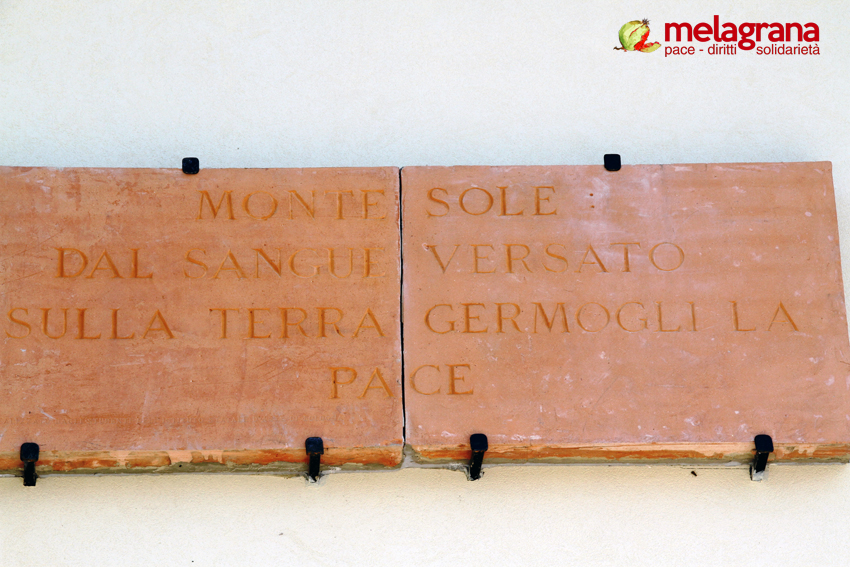 melagrana
pace - diritti solidarietà
MONTE SOLE
DAL SANGUE VERSATO
SULLA TERRA GERMOGLI LA
PACE